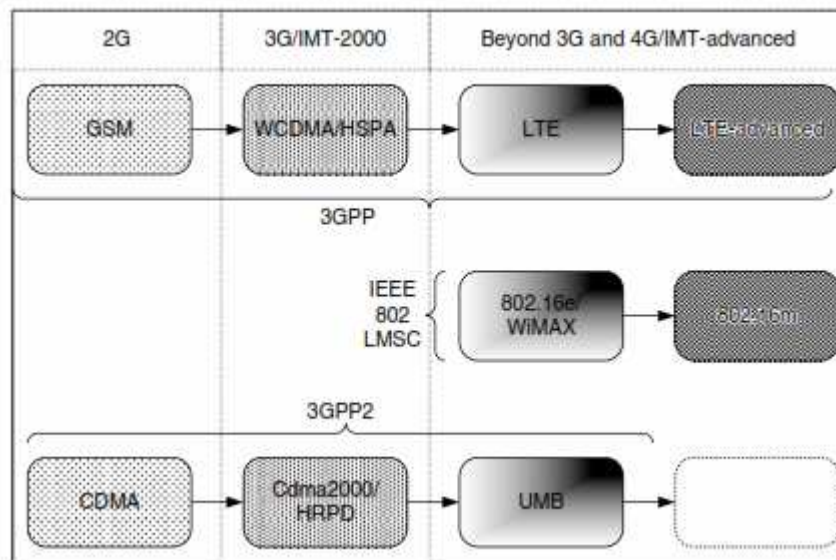 2G
3G/IMT-2000
Beyond 3G and 4G/IMT-advanced
GSM
WCDMA/HSPA
LTE
LTE-advanced
3GPP
IEEE
802
LMSC
802.16e/
WiMAX
802.16m
3GPP2
CDMA
Cdma2000/
HRPD
UMB